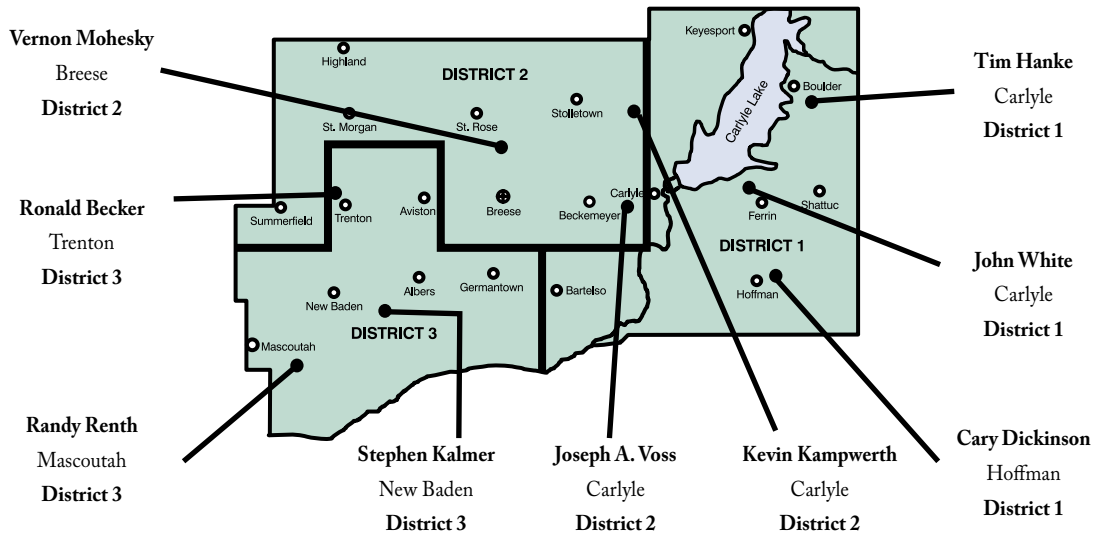 Vernon Mohesky
Breese
District 2
Ronald Becker
Trenton
District 3
Randy Renth
Mascoutah
District 3
Stephen Kalmer
New Baden
District 3
Joseph A. Voss
Carlyle
District 2
Kevin Kampwerth
Carlyle
District 2
Tim Hanke
Carlyle
District 1
John White
Carlyle
District 1
Cary Dickinson
Hoffman
District 1
Keyesport
Highland
DISTRICT 2
Boulder
Stolletown
St. Morgan
St. Rose
Carlyle Lake
Carlyle
Summerfield
Trenton
Aviston
Breese
Beckemeyer
Ferrin
Shattuc
DISTRICT 1
New Baden
Albers
Germantown
Bartelso
Hoffman
DISTRICT 3
Mascoutah